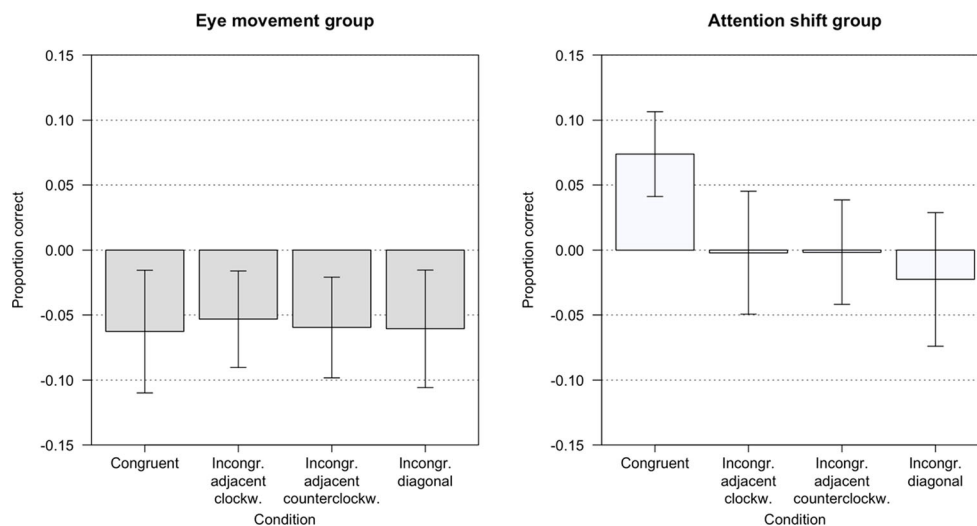 Eye movement group
0.15
0.10
0.05
0.00
-0.05
-0.10
-0.15
Proportion correct
Congruent
Incongr.
adjacent
clockw.
Incongr.
adjacent
counterclockw.
Incongr.
diagonal
Condition
Attention shift group
0.15
0.10
0.05
0.00
-0.05
-0.10
-0.15
Proportion correct
Congruent
Incongr.
adjacent
clockw.
Incongr.
adjacent
counterclockw.
Incongr.
diagonal
Condition